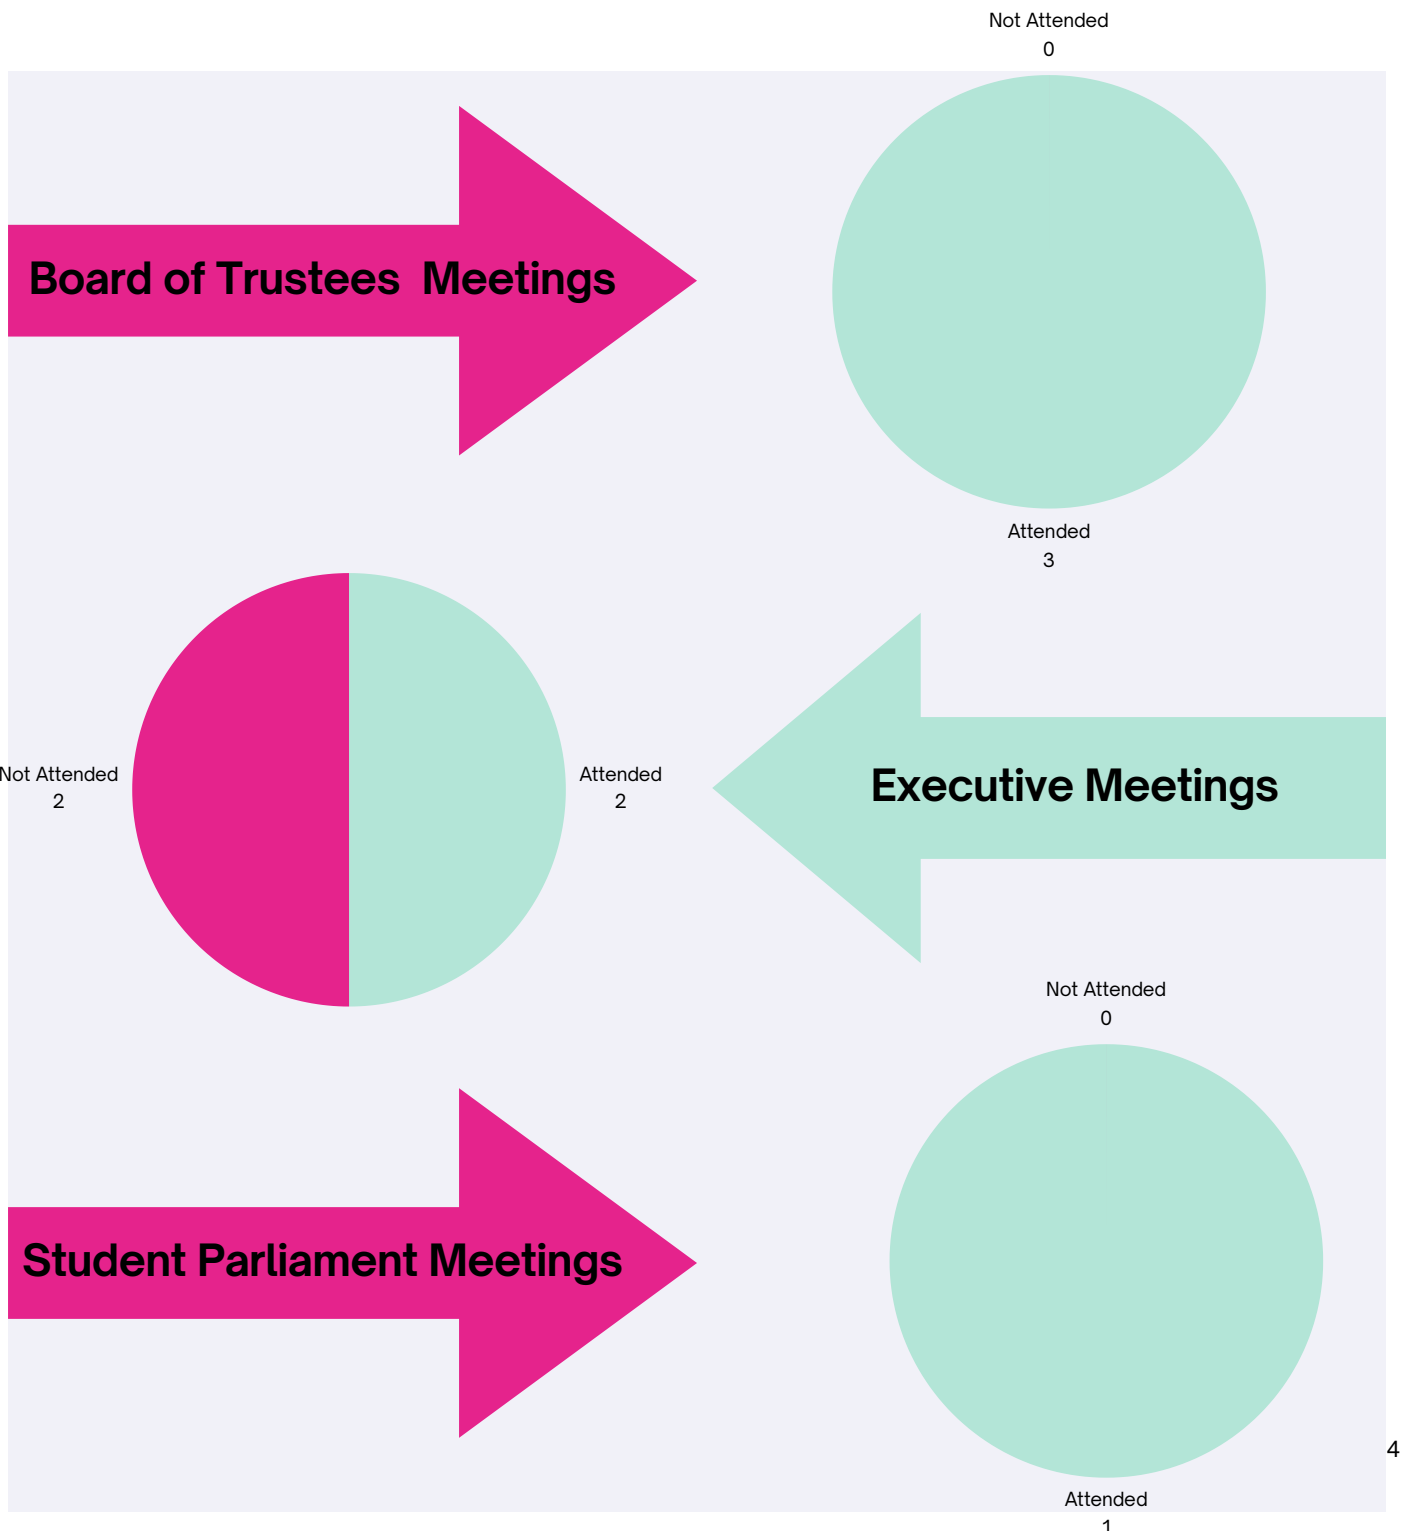 Not Attended
0
Board of Trustees  Meetings
Attended
3
Not Attended
2
Attended
2
Executive Meetings
Not Attended
0
Student Parliament Meetings
4
Attended
1